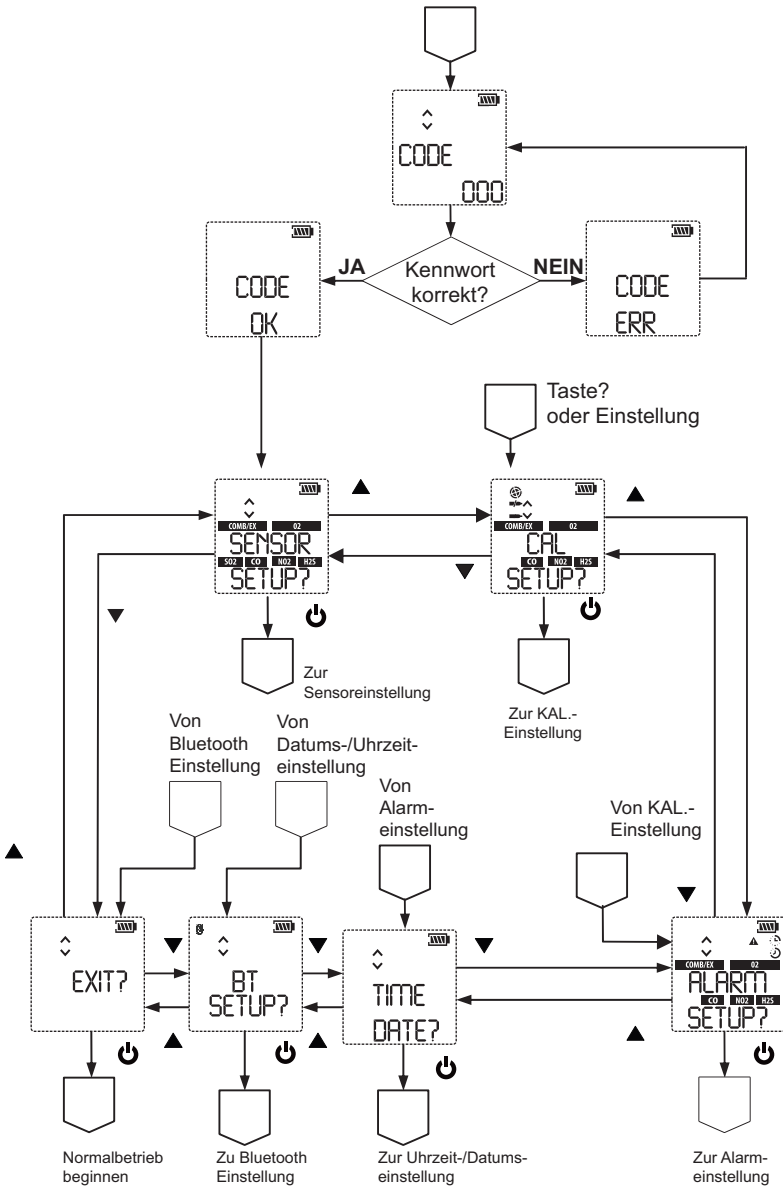 CODE
000
JA
Kennwort
korrekt?
NEIN
CODE
OK
CODE
ERR
Taste?
oder Einstellung
COMB/EX O2
SENSOR
SO2 CO NO2 H2S
SETUP?
COMB/EX O2
CAL
CO NO2 H2S
SETUP?
Zur
Sensoreinstellung
Zur KAL.-
Einstellung
Von
Bluetooth
Einstellung
Von
Datums-/Uhrzeit-
einstellung
Von
Alarm-
einstellung
Von KAL.-
Einstellung
EXIT?
BT
SETUP?
TIME
DATE?
COMB/EX O2
ALARM
CO NO2 H2S
SETUP?
Normalbetrieb
beginnen
Zu Bluetooth
Einstellung
Zur Uhrzeit-/Datums-
einstellung
Zur Alarm-
einstellung